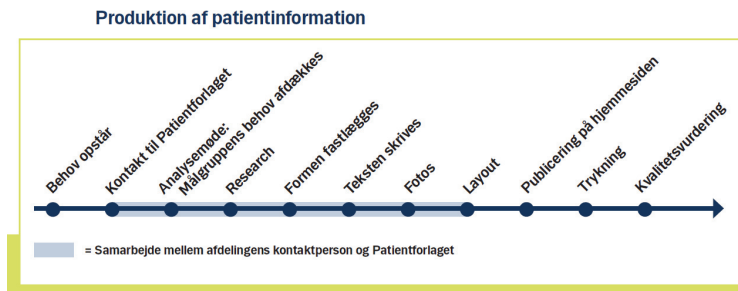 Produktion af patientinformation
Behov opstår
Kontakt til Patientforlaget
Analysemøde:
Målgruppens behov afdækkes
Research
Formen fastlægges
Teksten skrives
Fotos
Layout
Publicering på hjemmesiden
Trykning
Kvalitetsvurdering
= Samarbejde mellem afdelingens kontaktperson og Patientforlaget